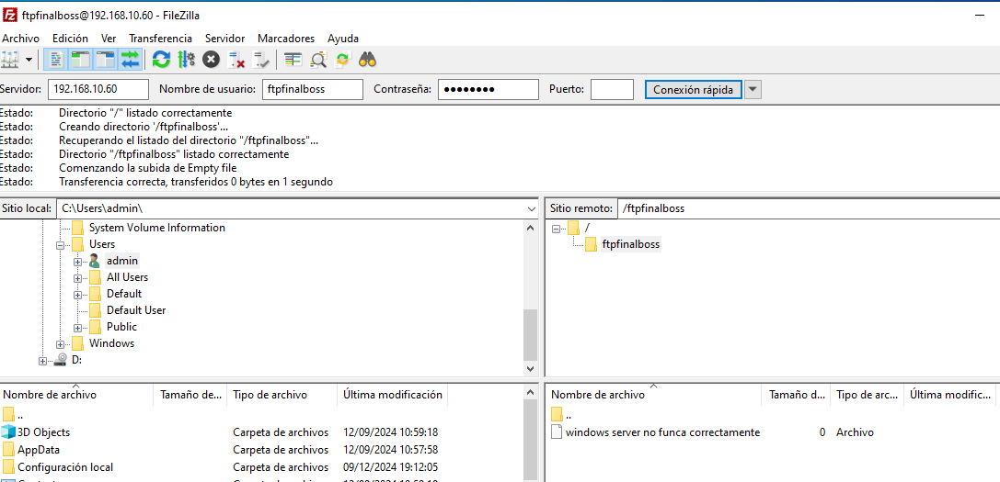 ftpfinalboss@192.168.10.60 - FileZilla
Archivo Edición Ver Transferencia Servidor Marcadores Ayuda
Servidor: 192.168.10.60 Nombre de usuario: ftpfinalboss Contraseña: ●●●●●●●● Puerto: Conexión rápida
Estado: Directorio "/" listado correctamente
Estado: Creando directorio '/ftpfinalboss'...
Estado: Recuperando el listado del directorio "/ftpfinalboss"...
Estado: Directorio "/ftpfinalboss" listado correctamente
Estado: Comenzando la subida de Empty file
Estado: Transferencia correcta, transferidos 0 bytes en 1 segundo
Sitio local: C:\Users\admin\
System Volume Information
Users
admin
All Users
Default
Default User
Public
Windows
D:
Sitio remoto: /ftpfinalboss
/
ftpfinalboss
Nombre de archivo Tamaño de... Tipo de archivo Última modificación
..
3D Objects Carpeta de archivos 12/09/2024 10:59:18
AppData Carpeta de archivos 12/09/2024 10:57:58
Configuración local Carpeta de archivos 09/12/2024 19:12:05
Nombre de archivo Tamaño d... Tipo de arc... Última modific...
..
windows server no funca correctamente 0 Archivo